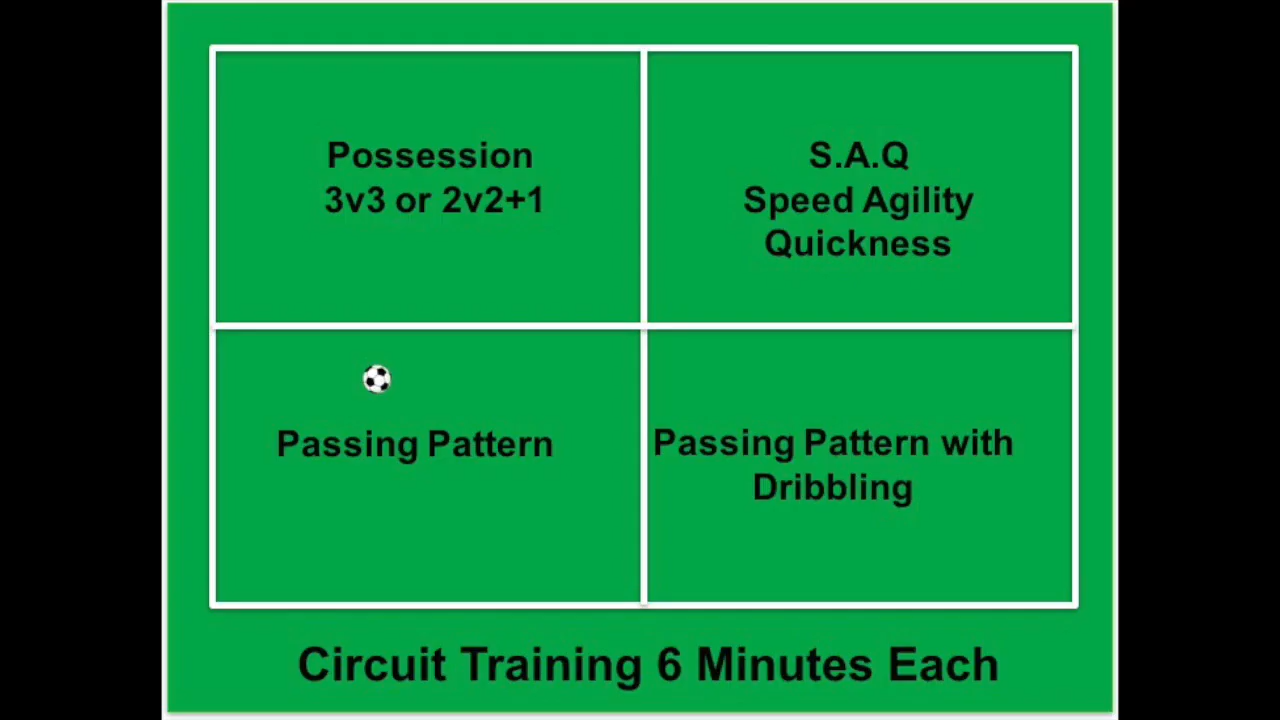 Possession
3v3 or 2v2+1
S.A.Q
Speed Agility
Quickness
Passing Pattern
Passing Pattern with
Dribbling
Circuit Training 6 Minutes Each